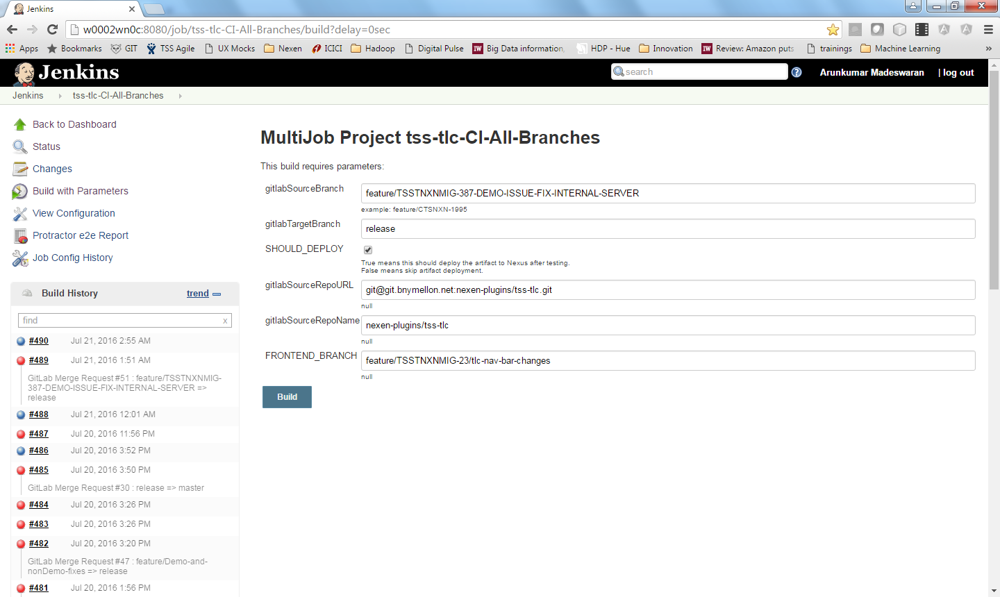 Jenkins
w0002wn0c:8080/job/tss-tlc-CI-All-Branches/build?delay=0sec
Apps Bookmarks GIT TSS Agile UX Mocks Nexen ICICI Hadoop Digital Pulse IW Big Data information, HDP - Hue Innovation IW Review: Amazon puts trainings Machine Learning »
Jenkins search ? Arunkumar Madeswaran | log out
Jenkins tss-tlc-CI-All-Branches
Back to Dashboard
Status
Changes
Build with Parameters
View Configuration
Protractor e2e Report
Job Config History
Build History trend
find x
#490 Jul 21, 2016 2:55 AM
#489 Jul 21, 2016 1:51 AM
GitLab Merge Request #51 : feature/TSSTNXNMIG-
387-DEMO-ISSUE-FIX-INTERNAL-SERVER =>
release
#488 Jul 21, 2016 12:01 AM
#487 Jul 20, 2016 11:56 PM
#486 Jul 20, 2016 3:52 PM
#485 Jul 20, 2016 3:50 PM
GitLab Merge Request #30 : release => master
#484 Jul 20, 2016 3:26 PM
#483 Jul 20, 2016 3:26 PM
#482 Jul 20, 2016 3:20 PM
GitLab Merge Request #47 : feature/Demo-and-
nonDemo-fixes => release
#481 Jul 20, 2016 1:56 PM
MultiJob Project tss-tlc-CI-All-Branches
This build requires parameters:
gitlabSourceBranch feature/TSSTNXNMIG-387-DEMO-ISSUE-FIX-INTERNAL-SERVER
example: feature/CTSNXN-1995
gitlabTargetBranch release
SHOULD_DEPLOY
True means this should deploy the artifact to Nexus after testing.
False means skip artifact deployment.
gitlabSourceRepoURL git@git.bnymellon.net:nexen-plugins/tss-tlc.git
null
gitlabSourceRepoName nexen-plugins/tss-tlc
null
FRONTEND_BRANCH feature/TSSTNXNMIG-23/tlc-nav-bar-changes
null
Build